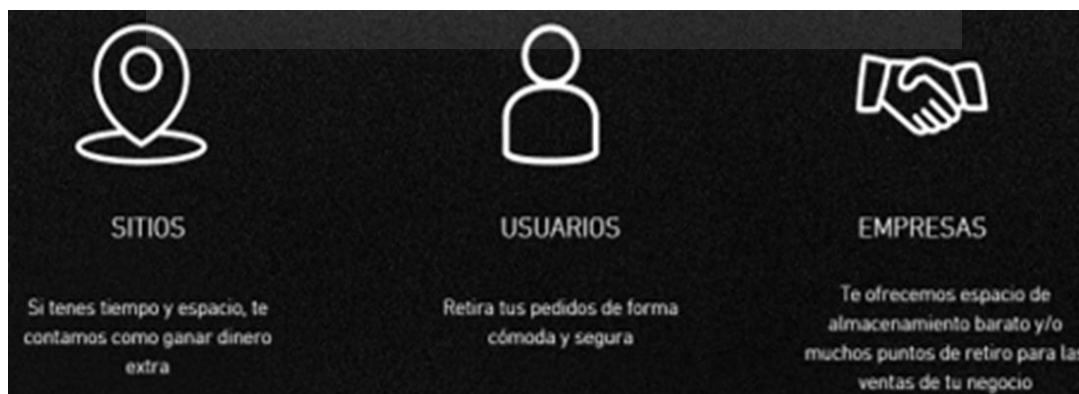 SITIOS
Si tenes tiempo y espacio, te
contamos como ganar dinero
extra
USUARIOS
Retira tus pedidos de forma
cómoda y segura
EMPRESAS
Te ofrecemos espacio de
almacenamiento barato y/o
muchos puntos de retiro para las
ventas de tu negocio